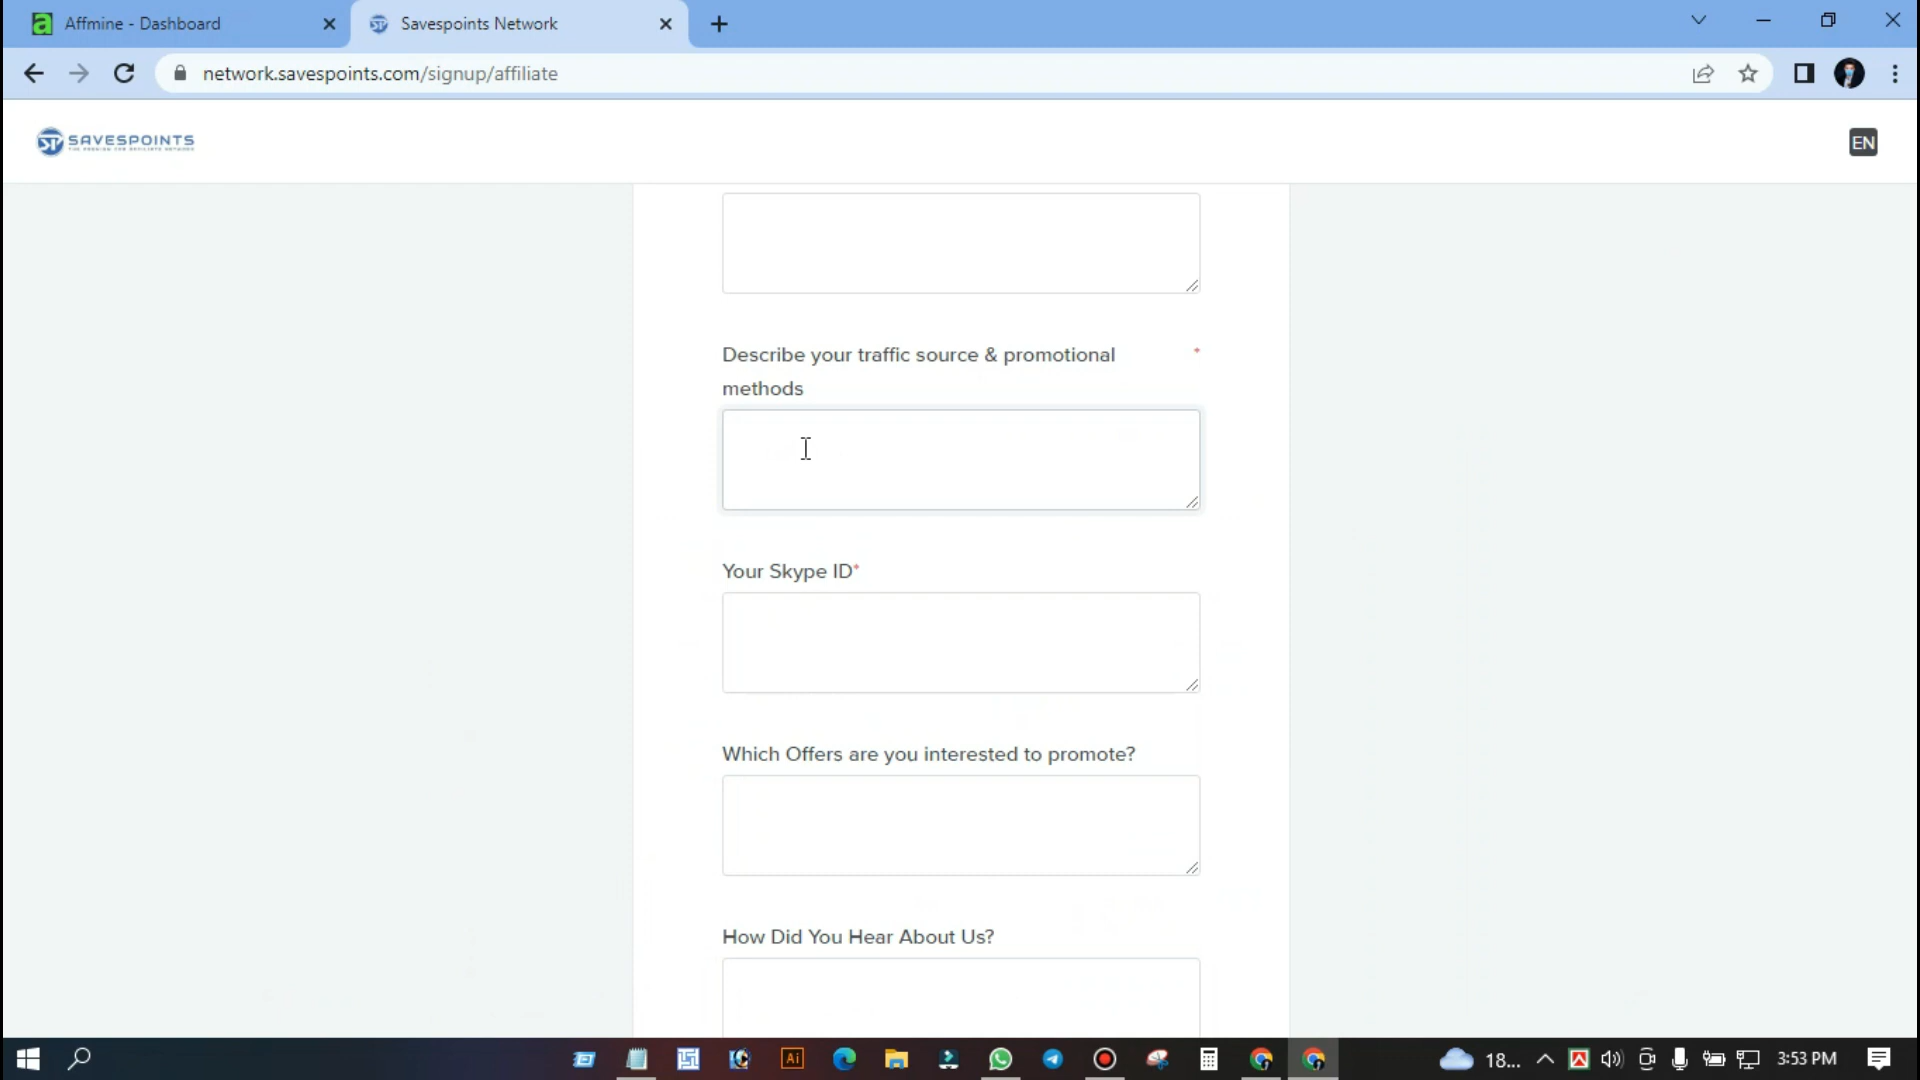 Affmine - Dashboard
Savespoints Network
network.savespoints.com/signup/affiliate
SAVESPOINTS
EN
Describe your traffic source & promotional *
methods
Your Skype ID*
Which Offers are you interested to promote?
How Did You Hear About Us?
Ai
18...
3:53 PM